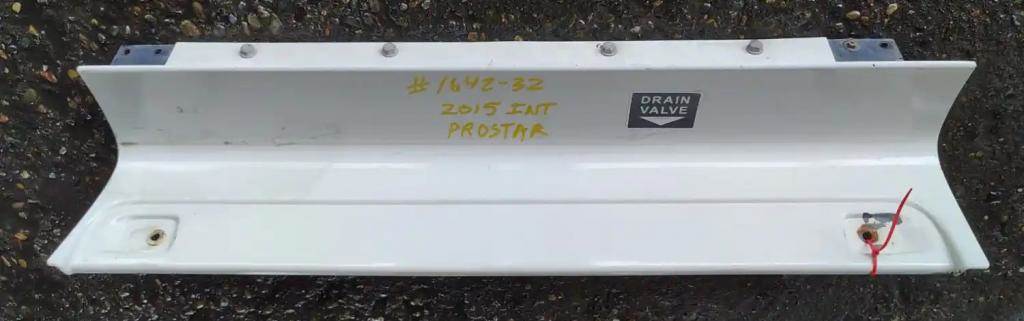 #1642-32
2015 INT
PROSTAR
DRAIN
VALVE